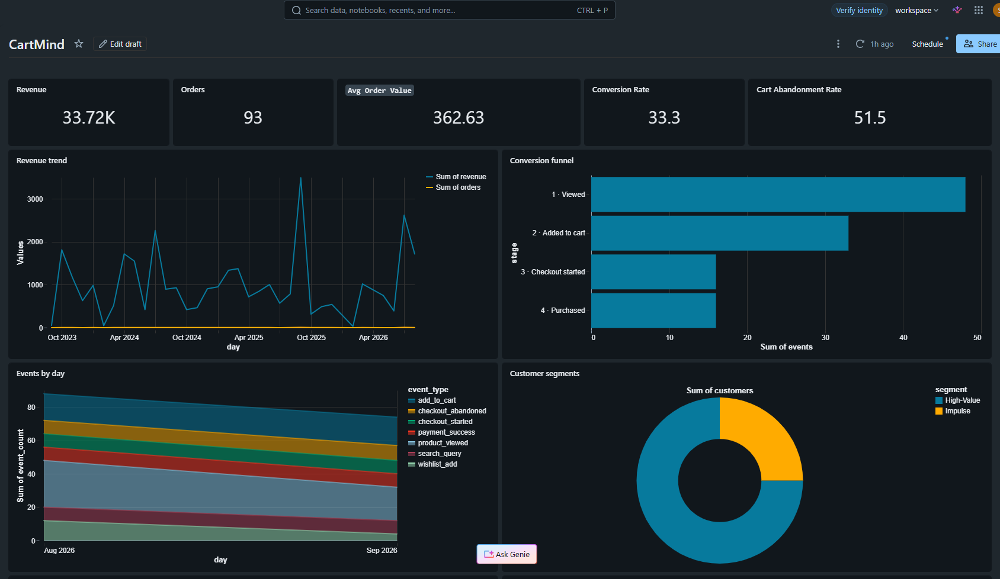 Search data, notebooks, recents, and more...
CTRL + P
Verify identity
workspace
S
CartMind
Edit draft
1h ago
Schedule
Share
Revenue
33.72K
Orders
93
Avg Order Value
362.63
Conversion Rate
33.3
Cart Abandonment Rate
51.5
Revenue trend
Sum of revenue
Sum of orders
Values
3000
2000
1000
0
Oct 2023
Apr 2024
Oct 2024
Apr 2025
Oct 2025
Apr 2026
day
Conversion funnel
stage
1 · Viewed
2 · Added to cart
3 · Checkout started
4 · Purchased
0
10
20
30
40
50
Sum of events
Events by day
Sum of event_count
80
60
40
20
0
Aug 2026
Sep 2026
day
event_type
add_to_cart
checkout_abandoned
checkout_started
payment_success
product_viewed
search_query
wishlist_add
Customer segments
Sum of customers
segment
High-Value
Impulse
Ask Genie